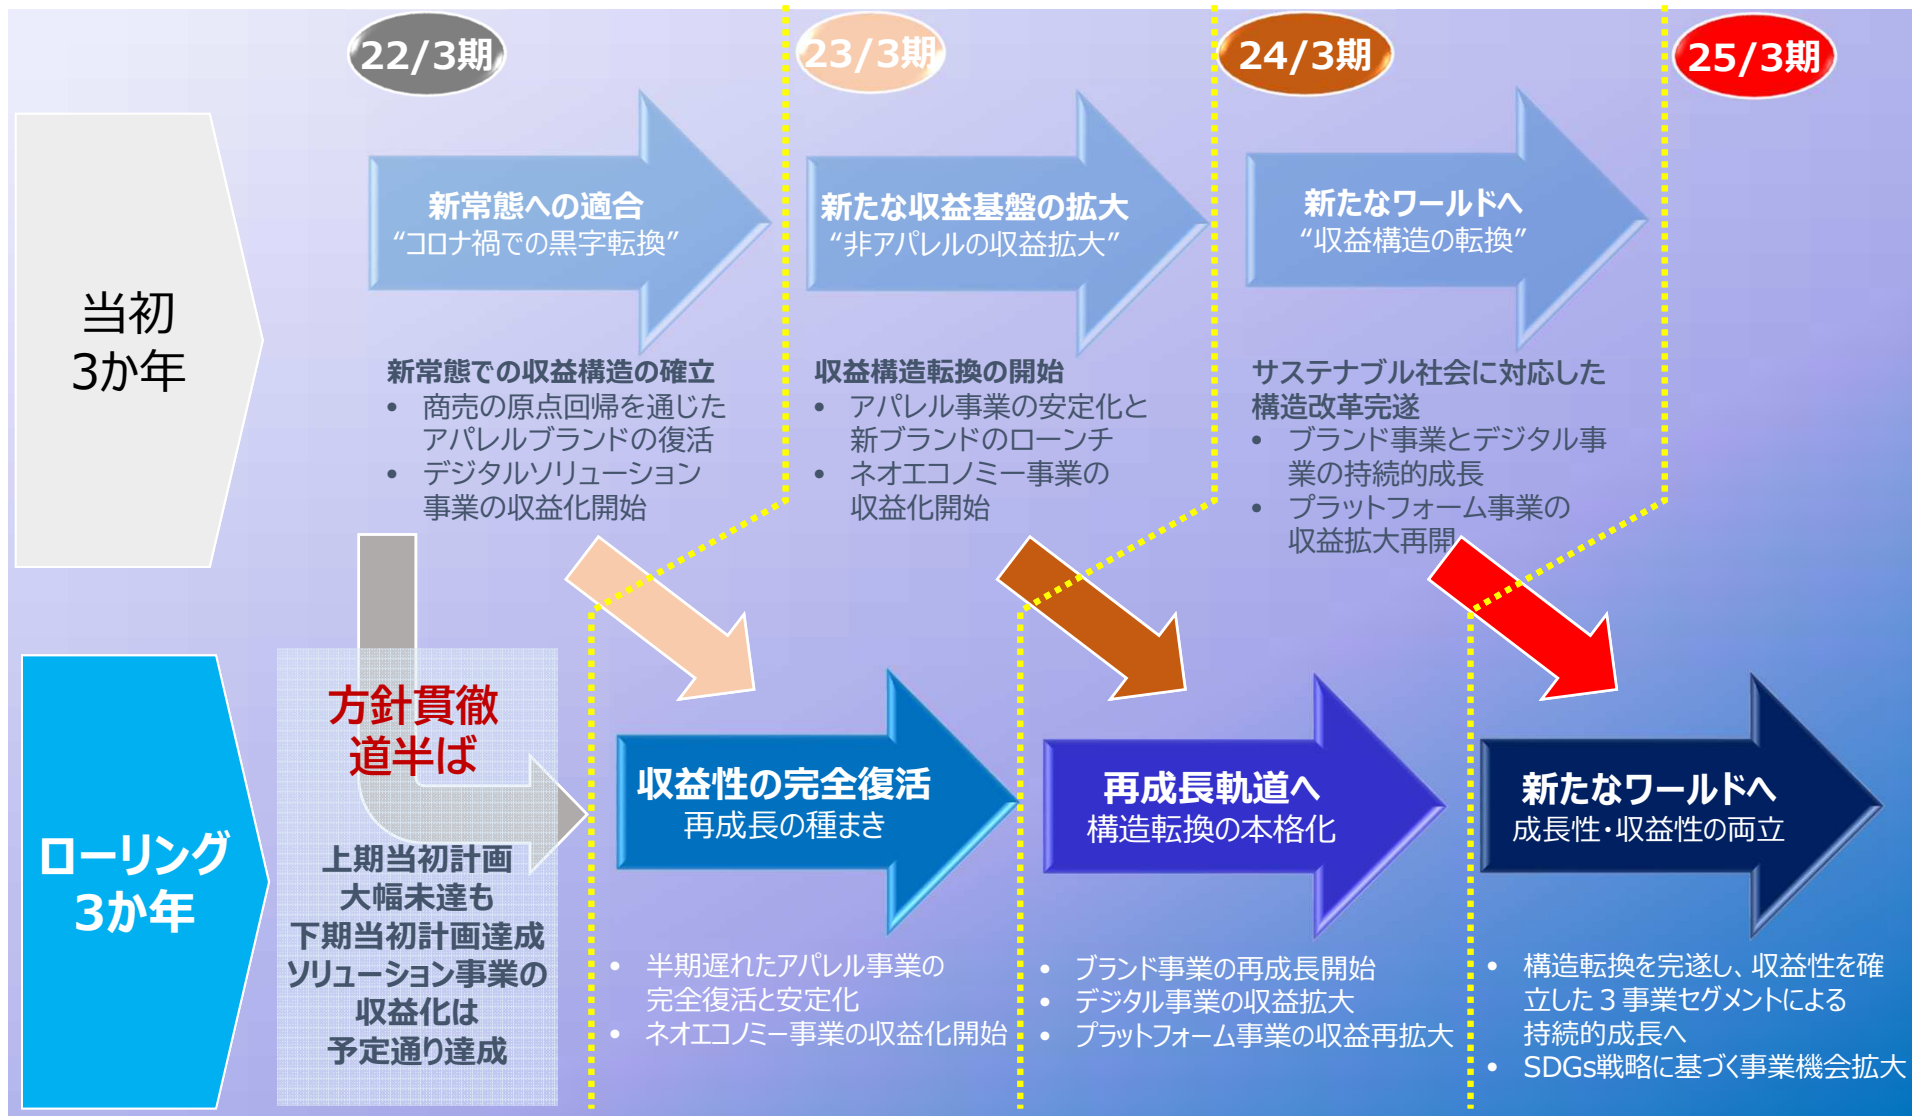 22/3期
23/3期
24/3期
25/3期
当初
3か年
新常態への適合
“コロナ禍での黒字転換”
新たな収益基盤の拡大
“非アパレルの収益拡大”
新たなワールドへ
“収益構造の転換”
新常態での収益構造の確立
• 商売の原点回帰を通じた
アパレルブランドの復活
• デジタルソリューション
事業の収益化開始
収益構造転換の開始
• アパレル事業の安定化と
新ブランドのローンチ
• ネオエコノミー事業の
収益化開始
サステナブル社会に対応した
構造改革完遂
• ブランド事業とデジタル事
業の持続的成長
• プラットフォーム事業の
収益拡大再開
ローリング
3か年
方針貫徹
道半ば
上期当初計画
大幅未達も
下期当初計画達成
ソリューション事業の
収益化は
予定通り達成
収益性の完全復活
再成長の種まき
• 半期遅れたアパレル事業の
完全復活と安定化
• ネオエコノミー事業の収益化開始
再成長軌道へ
構造転換の本格化
• ブランド事業の再成長開始
• デジタル事業の収益拡大
• プラットフォーム事業の収益再拡大
新たなワールドへ
成長性・収益性の両立
• 構造転換を完遂し、収益性を確
立した３事業セグメントによる
持続的成長へ
• SDGs戦略に基づく事業機会拡大